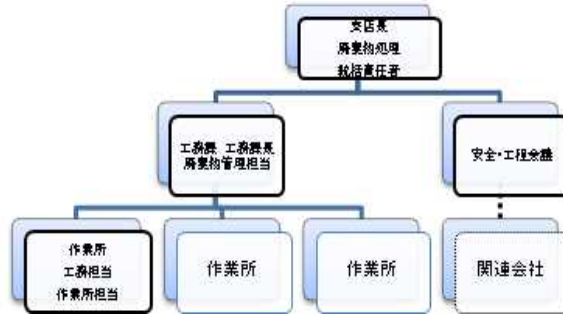 支店長
廃棄物処理
統括責任者
工務課 工務課長
廃棄物管理担当
安全・工程会議
作業所
工務担当
作業所担当
作業所
作業所
関連会社